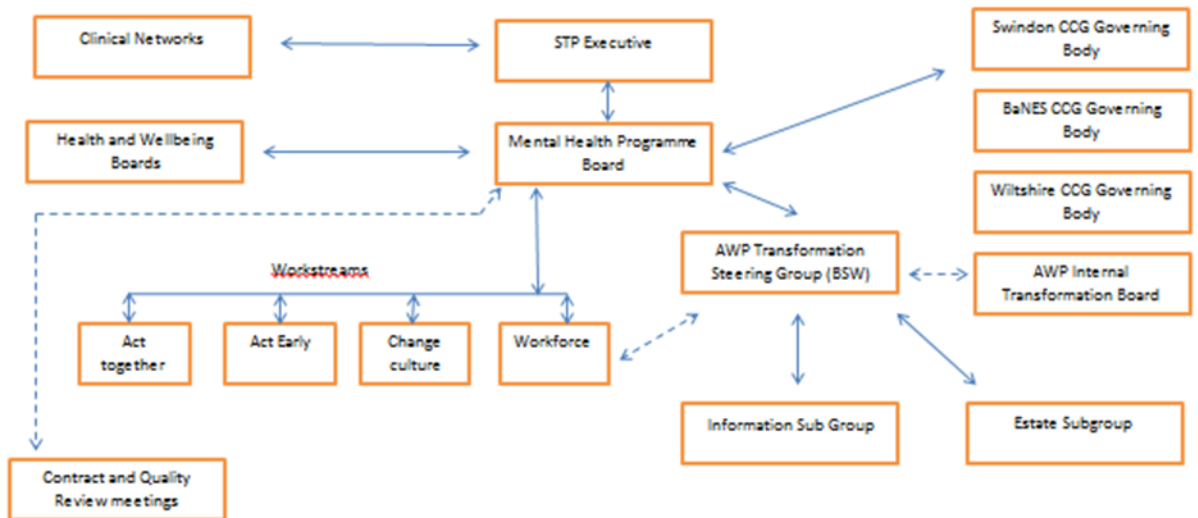 Clinical Networks
STP Executive
Swindon CCG Governing
Body
Health and Wellbeing
Boards
Mental Health Programme
Board
BaNES CCG Governing
Body
Wiltshire CCG Governing
Body
AWP Transformation
Steering Group (BSW)
AWP Internal
Transformation Board
Workstreams
Act
together
Act Early
Change
culture
Workforce
Information Sub Group
Estate Subgroup
Contract and Quality
Review meetings